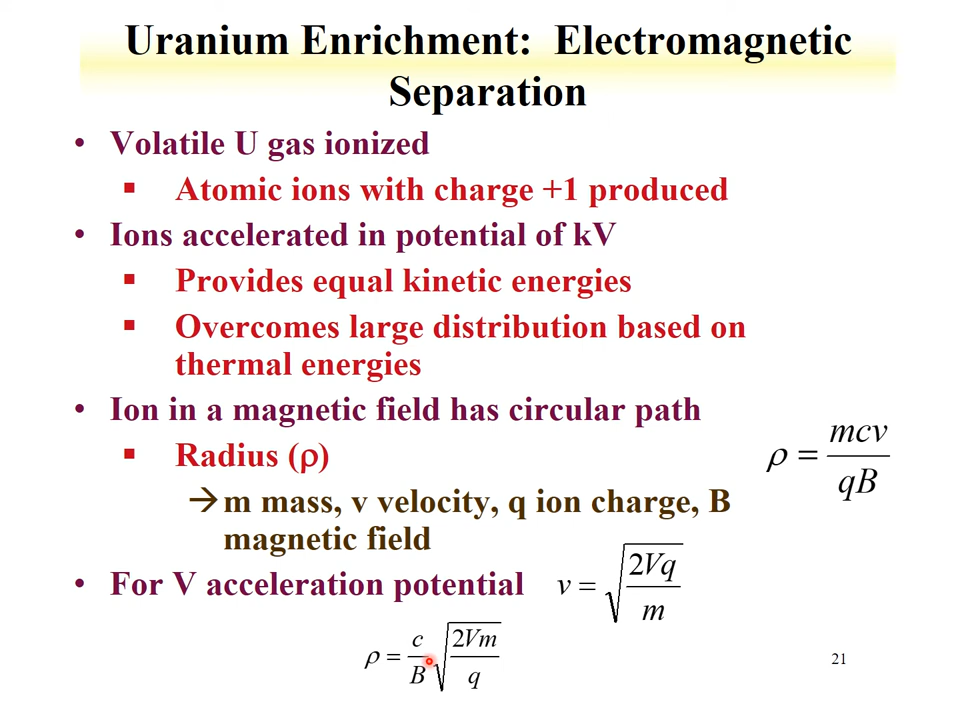 Uranium Enrichment:  Electromagnetic
Separation
• Volatile U gas ionized
▪ Atomic ions with charge +1 produced
• Ions accelerated in potential of kV
▪ Provides equal kinetic energies
▪ Overcomes large distribution based on
thermal energies
• Ion in a magnetic field has circular path
▪ Radius (ρ)
ρ = mcv / qB
→ m mass, v velocity, q ion charge, B
magnetic field
• For V acceleration potential v = √(2Vq / m)
ρ = c / B √(2Vm / q)
21